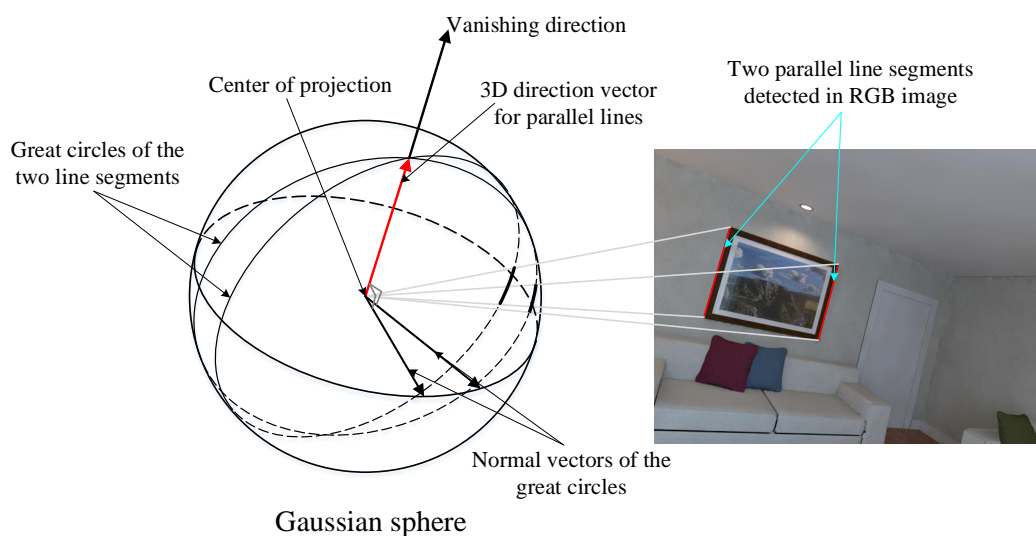 Vanishing direction
Center of projection
3D direction vector
for parallel lines
Two parallel line segments
detected in RGB image
Great circles of the
two line segments
Normal vectors of the
great circles
Gaussian sphere